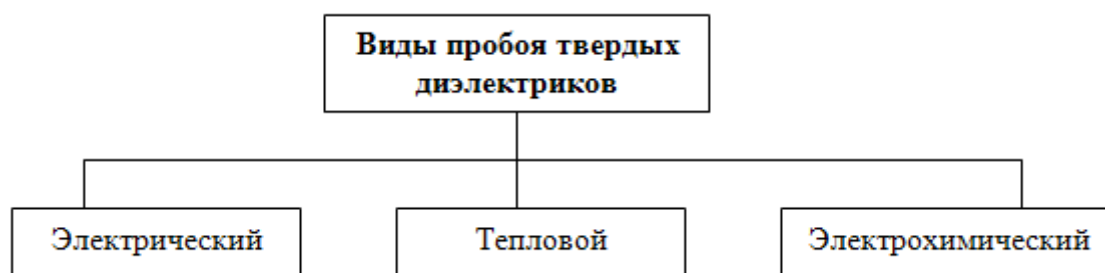 Виды пробоя твердых
диэлектриков
Электрический
Тепловой
Электрохимический